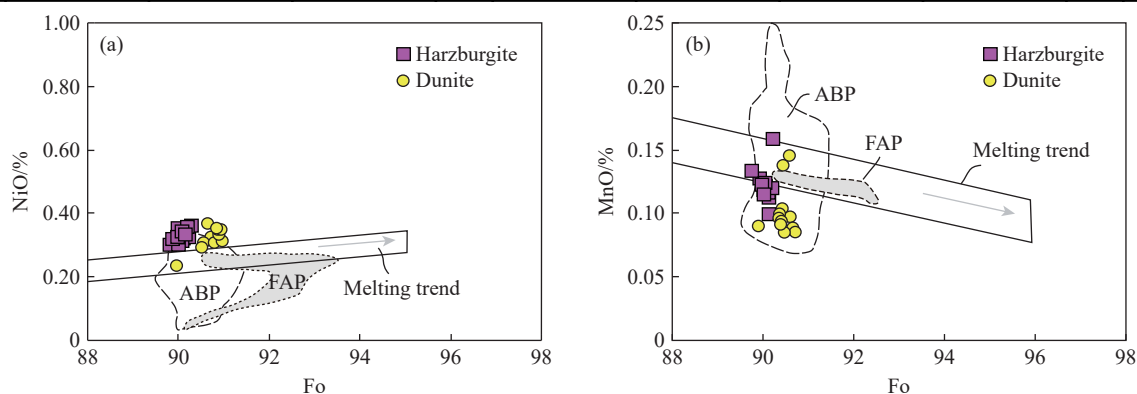 (a)
Harzburgite
Dunite
NiO/%
1.00
0.80
0.60
0.40
0.20
0
ABP
FAP
Melting trend
88
90
92
94
96
98
Fo
(b)
Harzburgite
Dunite
MnO/%
0.25
0.20
0.15
0.10
0.05
0
ABP
FAP
Melting trend
88
90
92
94
96
98
Fo